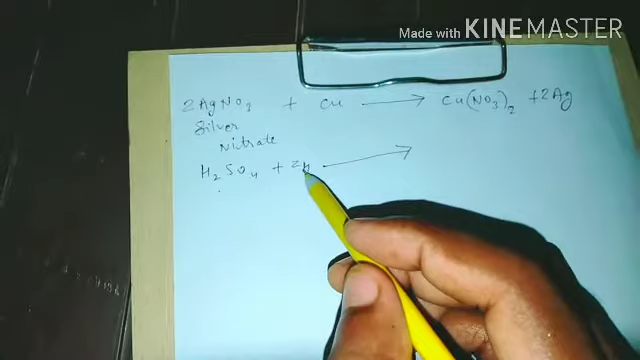 Made with KINEMASTER
2AgNO3 + Cu → Cu(NO3)2 + 2Ag
Silver
Nitrate
H2SO4 + Zn →